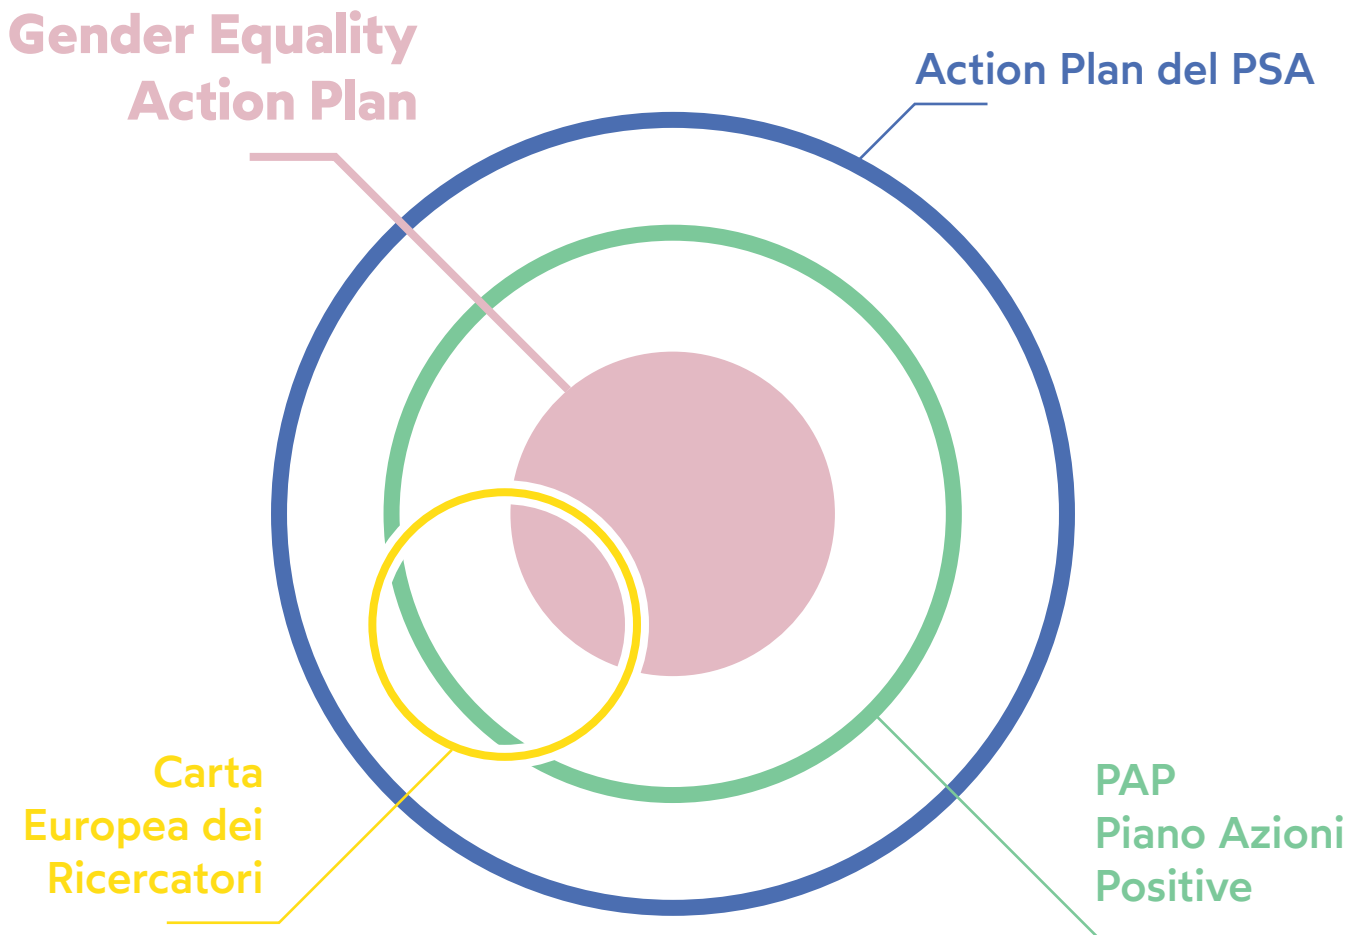 Gender Equality
Action Plan
Action Plan del PSA
Carta
Europea dei
Ricercatori
PAP
Piano Azioni
Positive